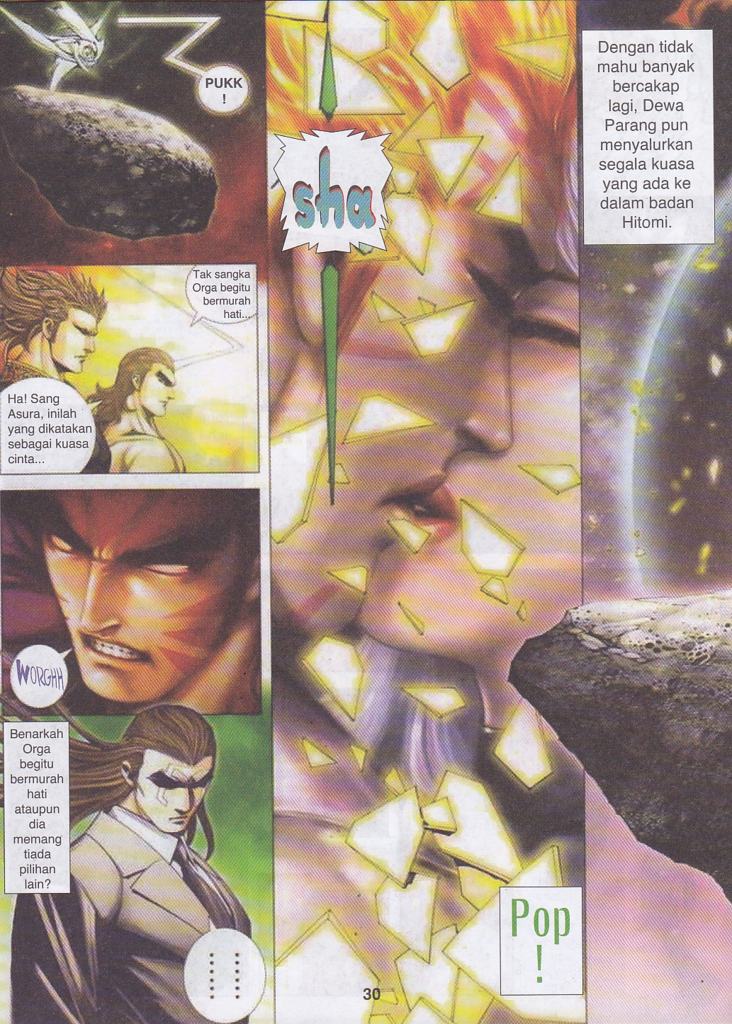 PUKK
!
Tak sangka
Orga begitu
bermurah
hati...
Ha! Sang
Asura, inilah
yang dikatakan
sebagai kuasa
cinta...
WORGHH
Benarkah
Orga
begitu
bermurah
hati
ataupun
dia
memang
tiada
pilihan
lain?
sha
Pop
!
Dengan tidak
mahu banyak
bercakap
lagi, Dewa
Parang pun
menyalurkan
segala kuasa
yang ada ke
dalam badan
Hitomi.
30